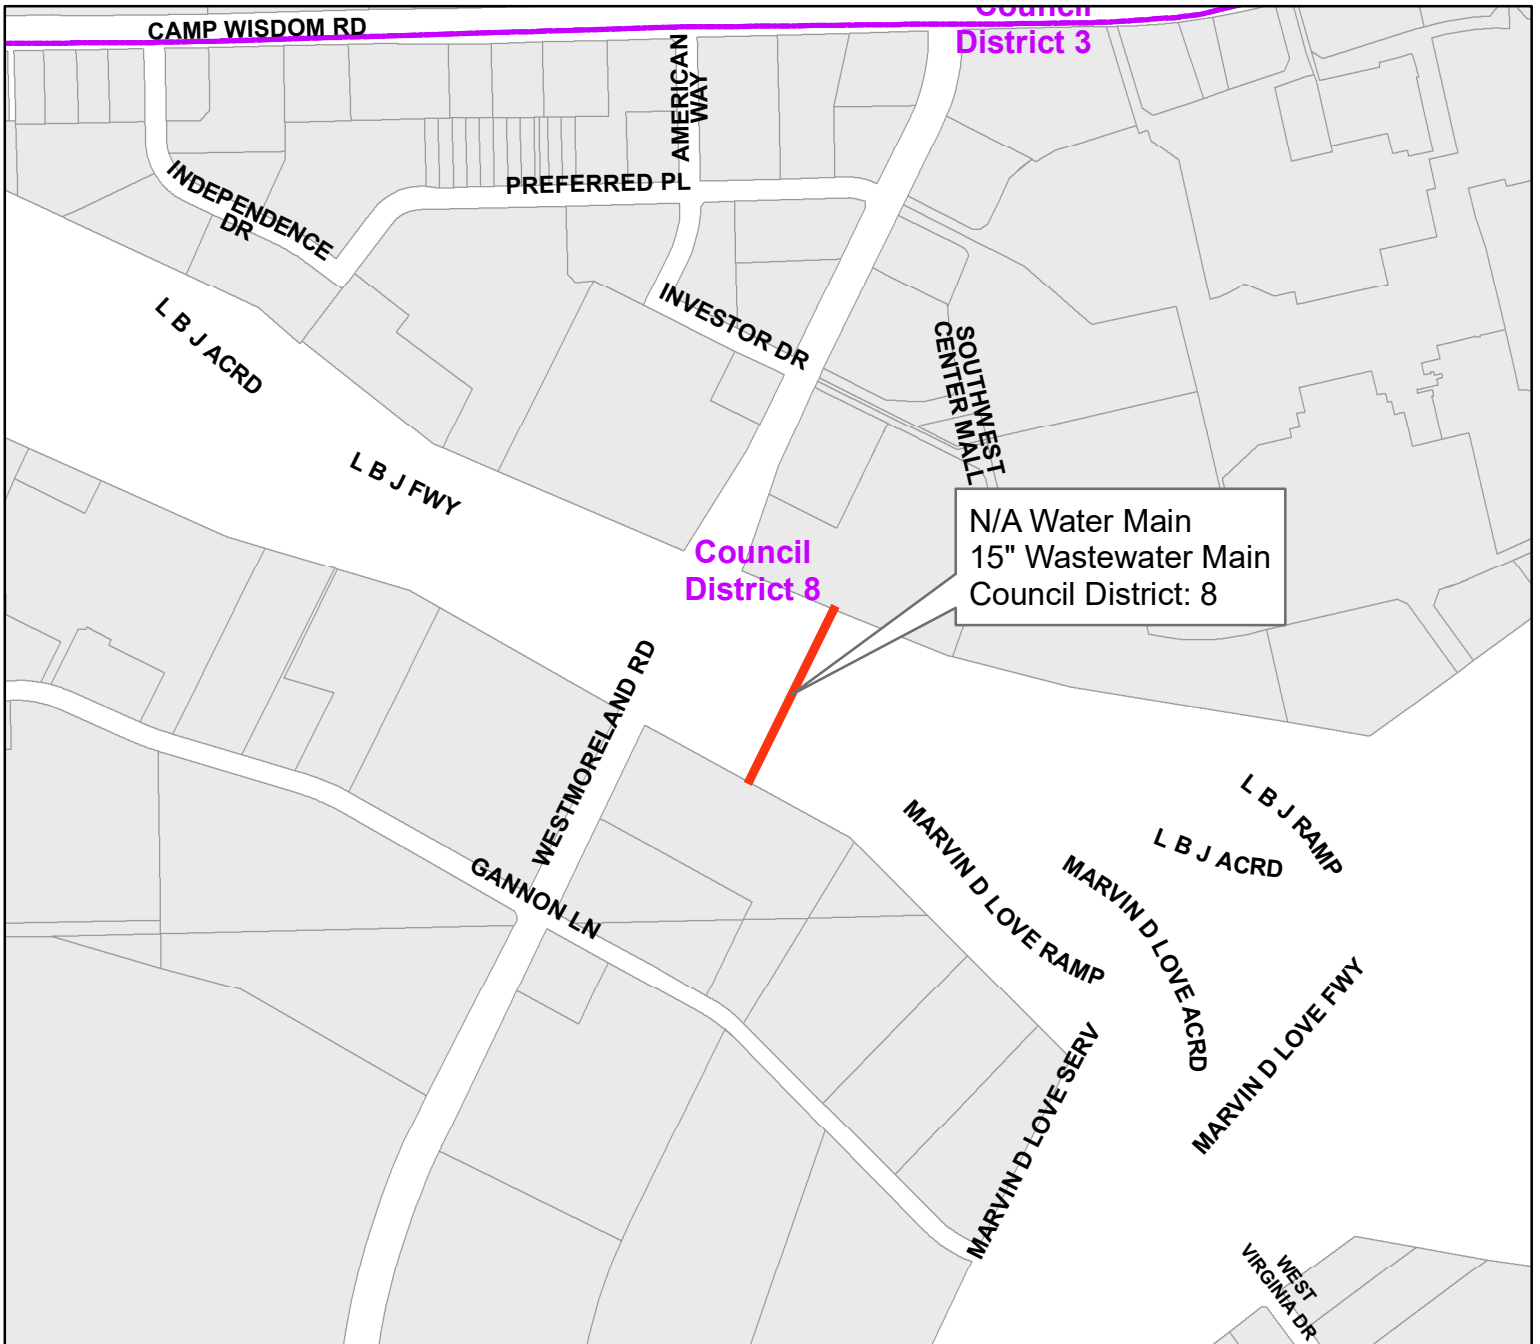 Council
District 3
CAMP WISDOM RD
AMERICAN
WAY
INDEPENDENCE
DR
PREFERRED PL
L B J ACRD
INVESTOR DR
SOUTHWEST
CENTER MALL
L B J FWY
N/A Water Main
15" Wastewater Main
Council District: 8
Council
District 8
WESTMORELAND RD
GANNON LN
MARVIN D LOVE RAMP
MARVIN D LOVE ACRD
L B J ACRD
L B J RAMP
MARVIN D LOVE FWY
MARVIN D LOVE SERV
WEST
VIRGINIA DR